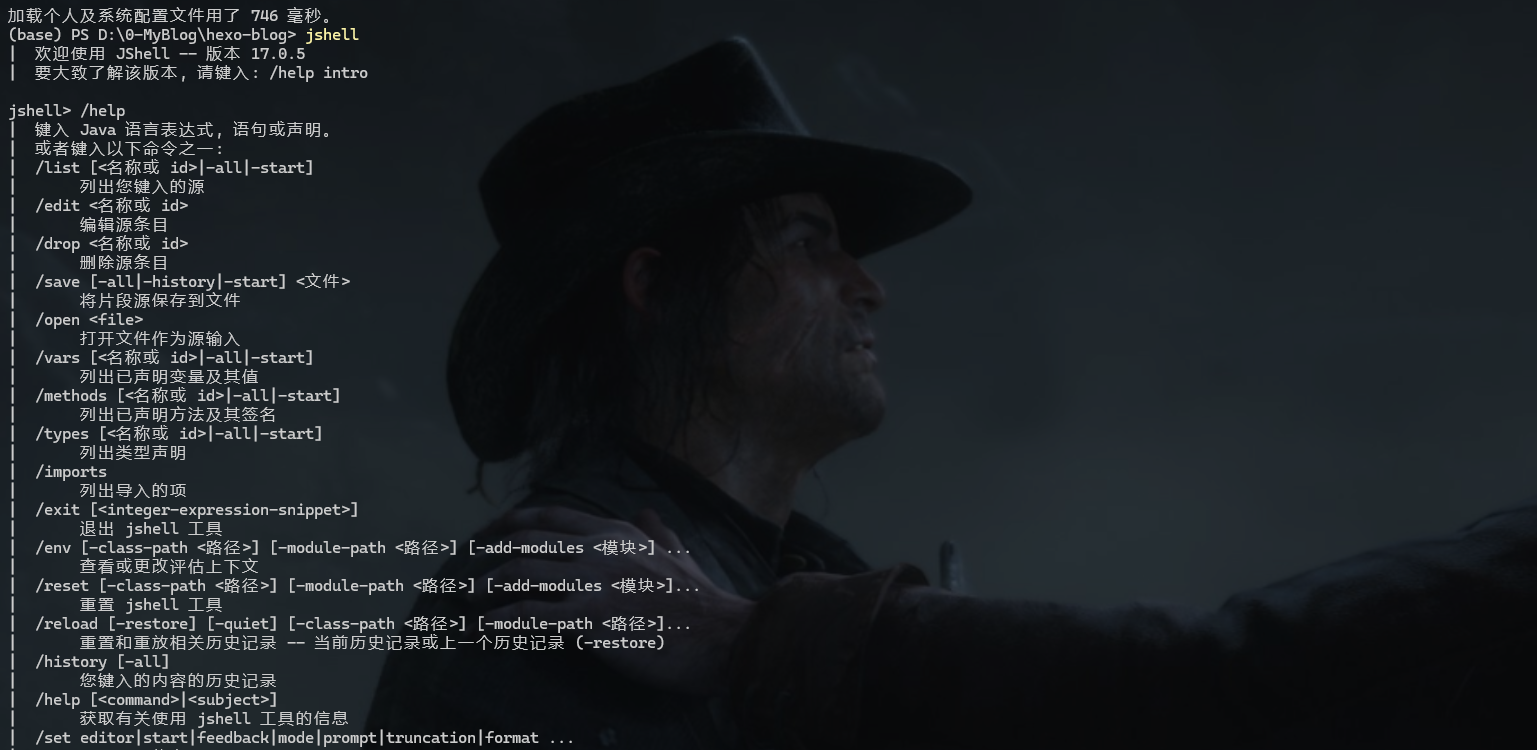 加载个人及系统配置文件用了 746 毫秒。
(base) PS D:\0-MyBlog\hexo-blog> jshell
|  欢迎使用 JShell -- 版本 17.0.5
|  要大致了解该版本, 请键入: /help intro
jshell> /help
|  键入 Java 语言表达式, 语句或声明。
|  或者键入以下命令之一:
|  /list [<名称或 id>|-all|-start]
|       列出您键入的源
|  /edit <名称或 id>
|       编辑源条目
|  /drop <名称或 id>
|       删除源条目
|  /save [-all|-history|-start] <文件>
|       将片段源保存到文件
|  /open <file>
|       打开文件作为源输入
|  /vars [<名称或 id>|-all|-start]
|       列出已声明变量及其值
|  /methods [<名称或 id>|-all|-start]
|       列出已声明方法及其签名
|  /types [<名称或 id>|-all|-start]
|       列出类型声明
|  /imports
|       列出导入的项
|  /exit [<integer-expression-snippet>]
|       退出 jshell 工具
|  /env [-class-path <路径>] [-module-path <路径>] [-add-modules <模块>] ...
|       查看或更改评估上下文
|  /reset [-class-path <路径>] [-module-path <路径>] [-add-modules <模块>]...
|       重置 jshell 工具
|  /reload [-restore] [-quiet] [-class-path <路径>] [-module-path <路径>]...
|       重置和重放相关历史记录 -- 当前历史记录或上一个历史记录 (-restore)
|  /history [-all]
|       您键入的内容的历史记录
|  /help [<command>|<subject>]
|       获取有关使用 jshell 工具的信息
|  /set editor|start|feedback|mode|prompt|truncation|format ...